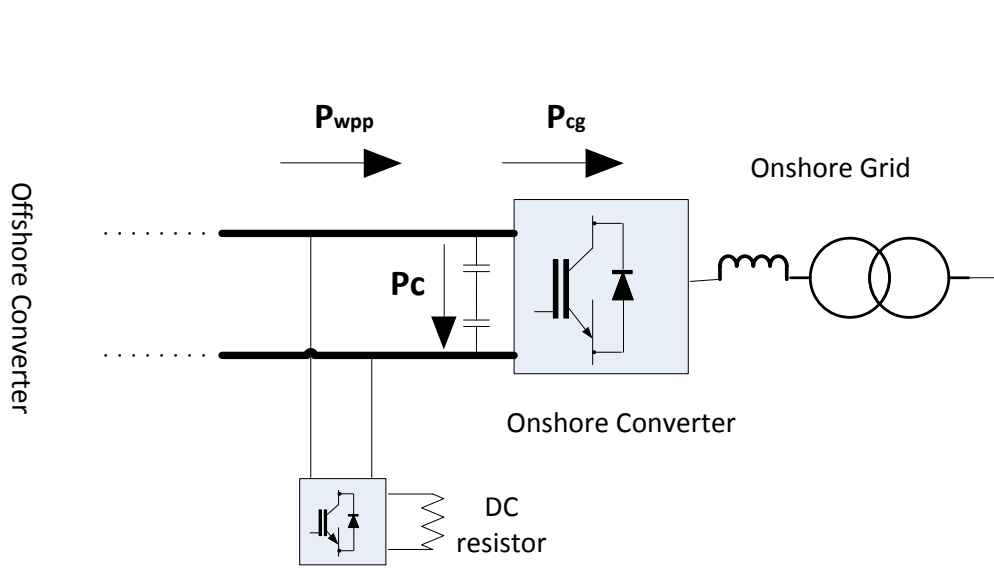 Pwpp
Pcg
Onshore Grid
Offshore Converter
Pc
Onshore Converter
DC
resistor